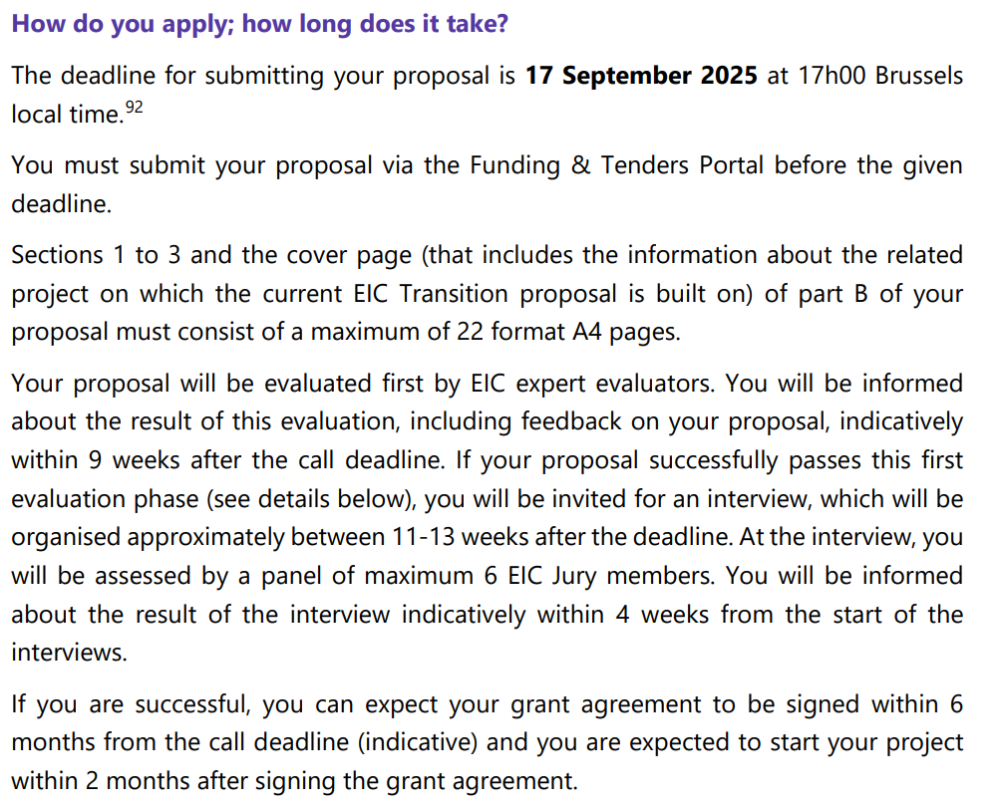 How do you apply; how long does it take?
The deadline for submitting your proposal is 17 September 2025 at 17h00 Brussels
local time.92
You must submit your proposal via the Funding & Tenders Portal before the given
deadline.
Sections 1 to 3 and the cover page (that includes the information about the related
project on which the current EIC Transition proposal is built on) of part B of your
proposal must consist of a maximum of 22 format A4 pages.
Your proposal will be evaluated first by EIC expert evaluators. You will be informed
about the result of this evaluation, including feedback on your proposal, indicatively
within 9 weeks after the call deadline. If your proposal successfully passes this first
evaluation phase (see details below), you will be invited for an interview, which will be
organised approximately between 11-13 weeks after the deadline. At the interview, you
will be assessed by a panel of maximum 6 EIC Jury members. You will be informed
about the result of the interview indicatively within 4 weeks from the start of the
interviews.
If you are successful, you can expect your grant agreement to be signed within 6
months from the call deadline (indicative) and you are expected to start your project
within 2 months after signing the grant agreement.